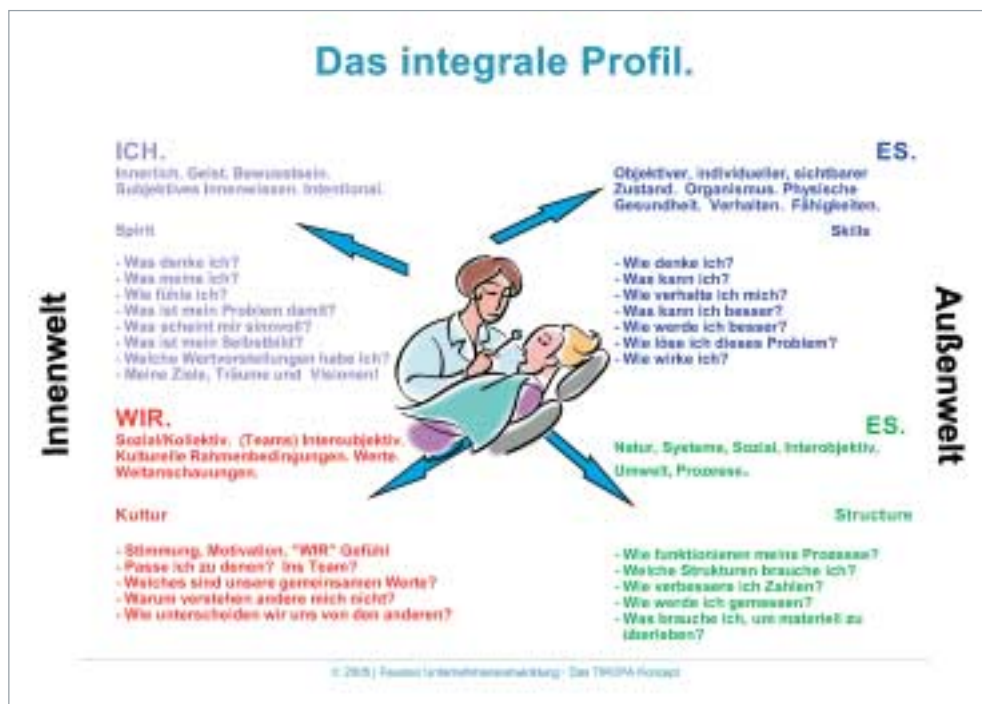 Das integrale Profil.
Innenwelt
ICH.
Innerlich. Geist. Bewusstsein.
Subjektives Innenwissen. Intentional.
Spirit
- Was denke ich?
- Was meine ich?
- Wie fühle ich?
- Was ist mein Problem damit?
- Was scheint mir sinnvoll?
- Was ist mein Selbstbild?
- Welche Wertvorstellungen habe ich?
- Meine Ziele, Träume und Visionen!
ES.
Objektiver, individueller, sichtbarer
Zustand. Organismus. Physische
Gesundheit. Verhalten. Fähigkeiten.
Skills
- Wie denke ich?
- Was kann ich?
- Wie verhalte ich mich?
- Was kann ich besser?
- Wie werde ich besser?
- Wie löse ich dieses Problem?
- Wie wirke ich?
Außenwelt
WIR.
Sozial/Kollektiv. (Teams) Intersubjektiv.
Kulturelle Rahmenbedingungen. Werte.
Weltanschauungen.
Kultur
- Stimmung, Motivation, "WIR" Gefühl
- Passe ich zu denen? Ins Team?
- Welches sind unsere gemeinsamen Werte?
- Warum verstehen andere mich nicht?
- Wie unterscheiden wir uns von den anderen?
ES.
Natur, Systeme, Sozial, Interobjektiv,
Umwelt, Prozesse.
Structure
- Wie funktionieren meine Prozesse?
- Welche Strukturen brauche ich?
- Wie verbessere ich Zahlen?
- Wie werde ich gemessen?
- Was brauche ich, um materiell zu
überleben?
© Unternehmensentwicklung - Das Konzept